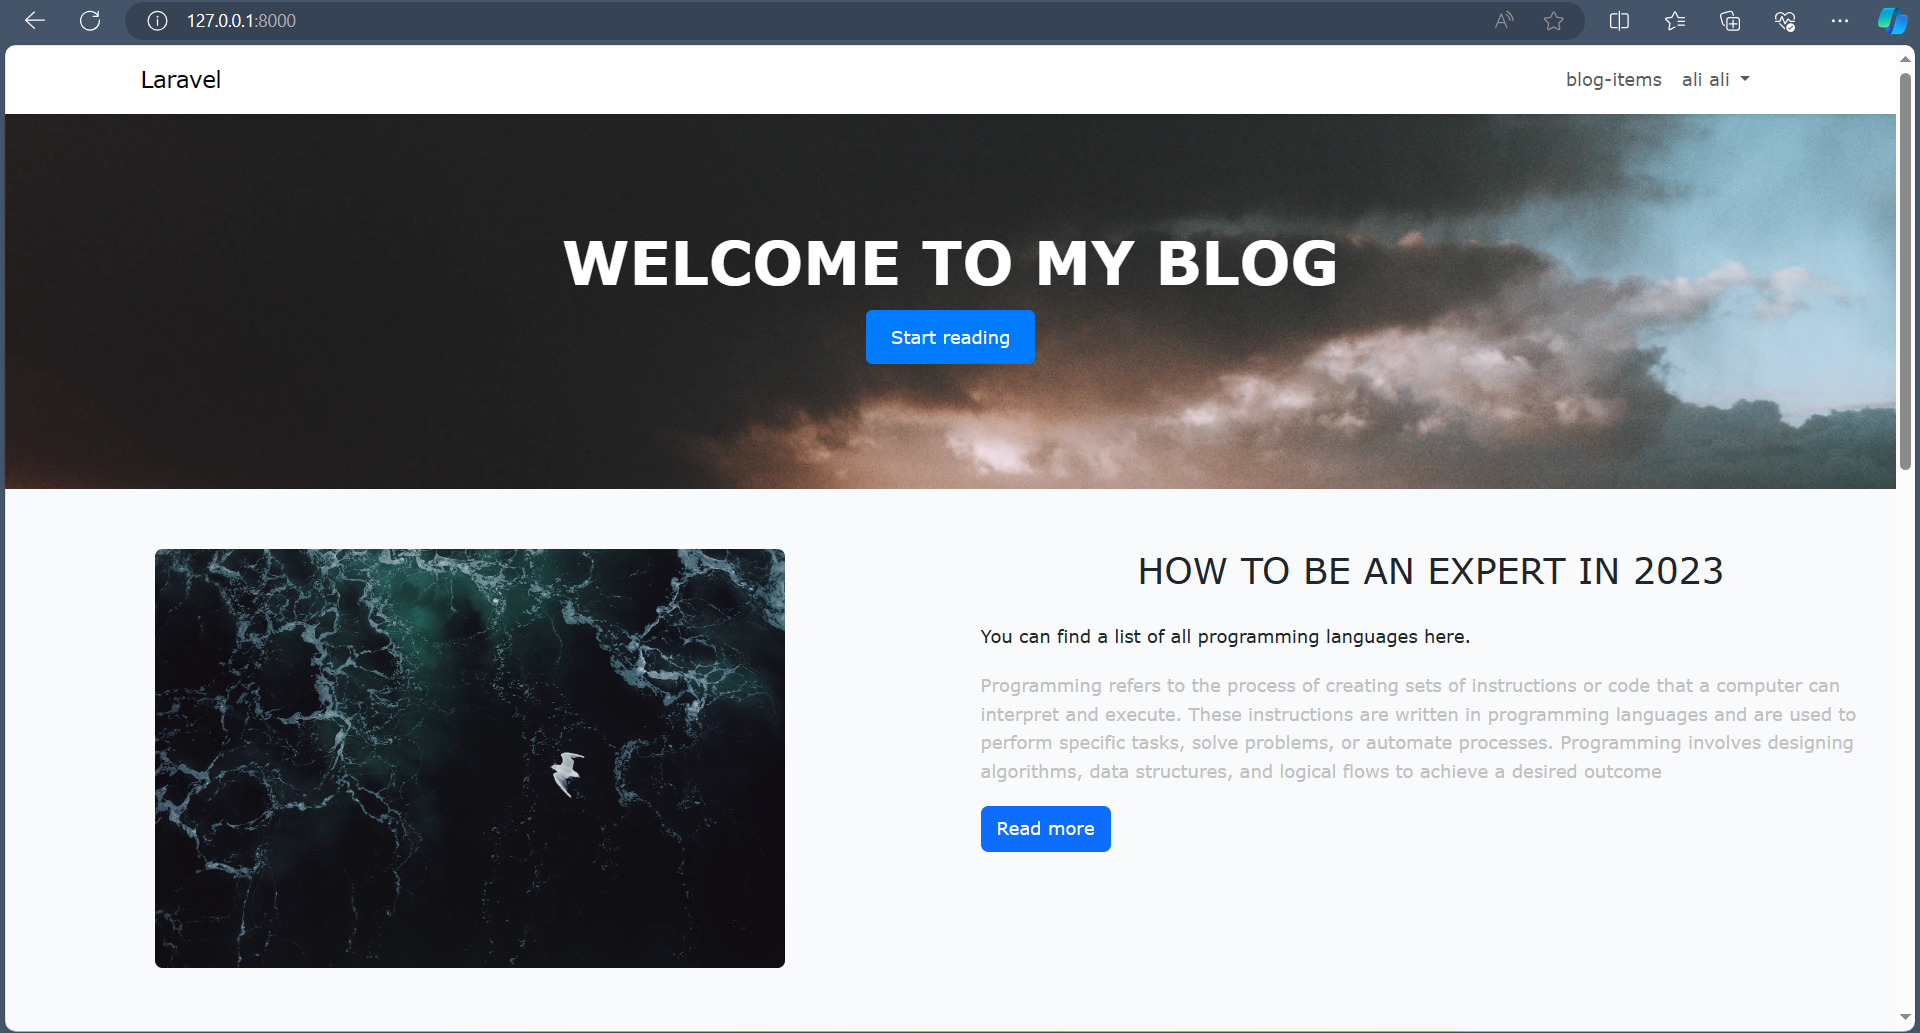 127.0.0.1:8000
Laravel
blog-items ali ali
WELCOME TO MY BLOG
Start reading
HOW TO BE AN EXPERT IN 2023
You can find a list of all programming languages here.
Programming refers to the process of creating sets of instructions or code that a computer can
interpret and execute. These instructions are written in programming languages and are used to
perform specific tasks, solve problems, or automate processes. Programming involves designing
algorithms, data structures, and logical flows to achieve a desired outcome
Read more